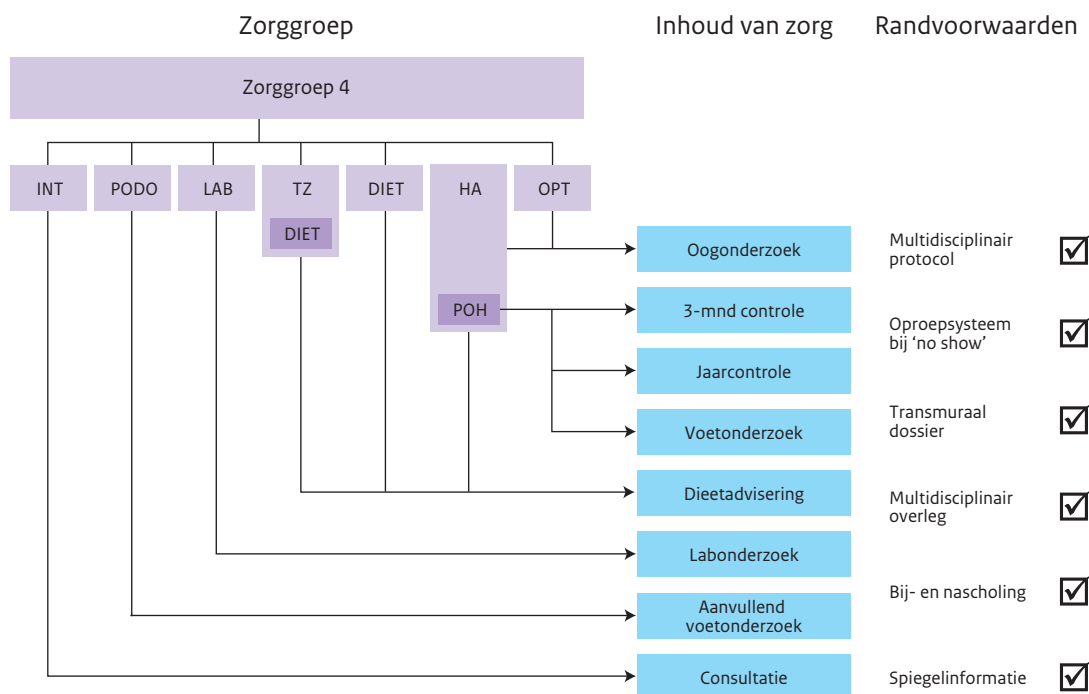 Zorggroep
Inhoud van zorg
Randvoorwaarden
Zorggroep 4
INT
PODO
LAB
TZ
DIET
HA
OPT
DIET
POH
Oogonderzoek
3-mnd controle
Jaarcontrole
Voetonderzoek
Dieetadvisering
Labonderzoek
Aanvullend
voetonderzoek
Consultatie
Multidisciplinair
protocol
Oproepsysteem
bij ‘no show’
Transmuraal
dossier
Multidisciplinair
overleg
Bij- en nascholing
Spiegelinformatie